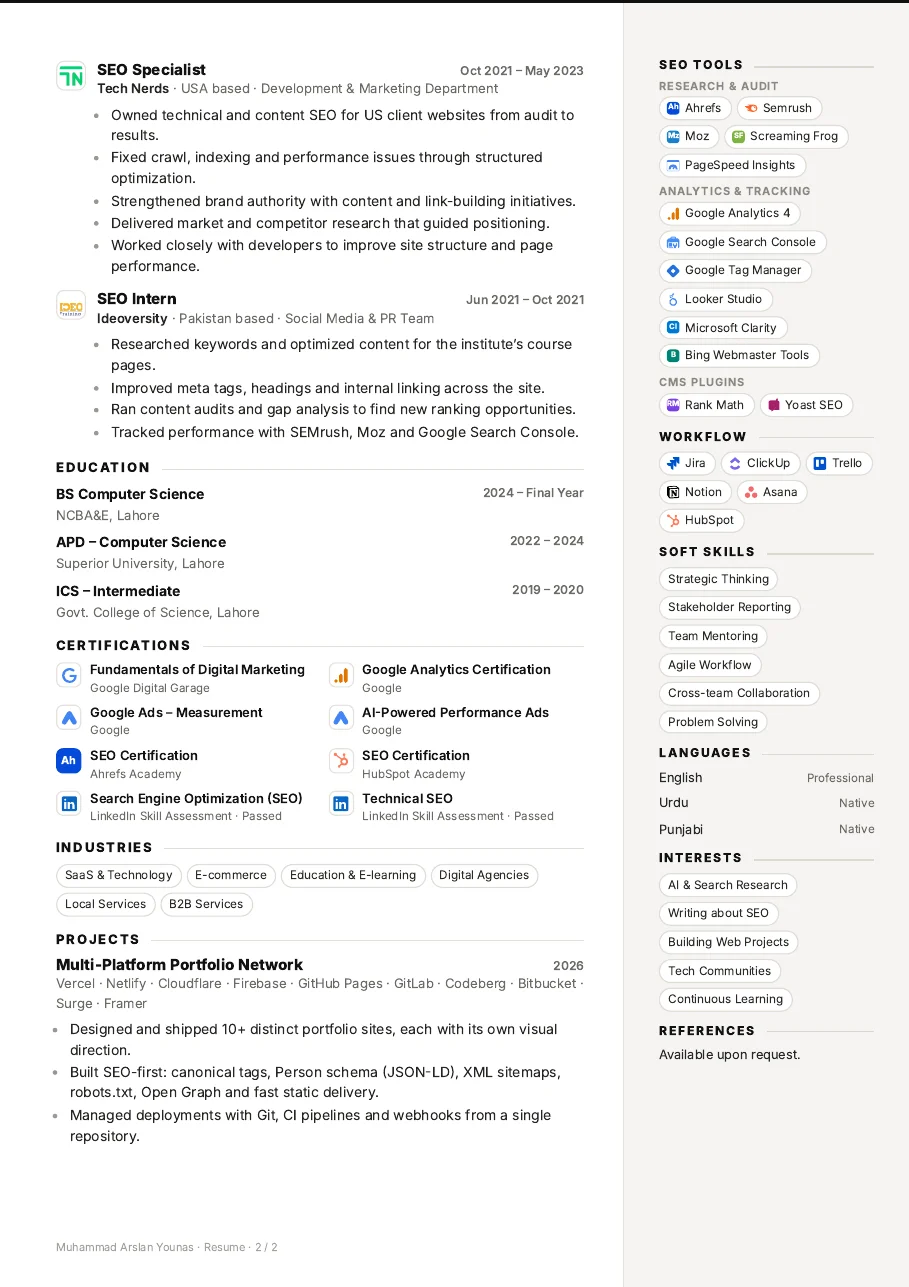 SEO Specialist
Oct 2021 – May 2023
Tech Nerds · USA based · Development & Marketing Department
• Owned technical and content SEO for US client websites from audit to
results.
• Fixed crawl, indexing and performance issues through structured
optimization.
• Strengthened brand authority with content and link-building initiatives.
• Delivered market and competitor research that guided positioning.
• Worked closely with developers to improve site structure and page
performance.
SEO Intern
Jun 2021 – Oct 2021
Ideoversity · Pakistan based · Social Media & PR Team
• Researched keywords and optimized content for the institute’s course
pages.
• Improved meta tags, headings and internal linking across the site.
• Ran content audits and gap analysis to find new ranking opportunities.
• Tracked performance with SEMrush, Moz and Google Search Console.
EDUCATION
BS Computer Science
2024 – Final Year
NCBA&E, Lahore
APD – Computer Science
2022 – 2024
Superior University, Lahore
ICS – Intermediate
2019 – 2020
Govt. College of Science, Lahore
CERTIFICATIONS
Fundamentals of Digital Marketing
Google Digital Garage
Google Analytics Certification
Google
Google Ads – Measurement
Google
AI-Powered Performance Ads
Google
Ah
SEO Certification
Ahrefs Academy
SEO Certification
HubSpot Academy
in
Search Engine Optimization (SEO)
LinkedIn Skill Assessment · Passed
in
Technical SEO
LinkedIn Skill Assessment · Passed
INDUSTRIES
SaaS & Technology
E-commerce
Education & E-learning
Digital Agencies
Local Services
B2B Services
PROJECTS
Multi-Platform Portfolio Network
2026
Vercel · Netlify · Cloudflare · Firebase · GitHub Pages · GitLab · Codeberg · Bitbucket ·
Surge · Framer
• Designed and shipped 10+ distinct portfolio sites, each with its own visual
direction.
• Built SEO-first: canonical tags, Person schema (JSON-LD), XML sitemaps,
robots.txt, Open Graph and fast static delivery.
• Managed deployments with Git, CI pipelines and webhooks from a single
repository.
Muhammad Arslan Younas · Resume · 2 / 2
SEO TOOLS
RESEARCH & AUDIT
Ah Ahrefs
Semrush
Mz Moz
SF Screaming Frog
PageSpeed Insights
ANALYTICS & TRACKING
Google Analytics 4
Google Search Console
Google Tag Manager
Looker Studio
Cl Microsoft Clarity
B Bing Webmaster Tools
CMS PLUGINS
RM Rank Math
Yoast SEO
WORKFLOW
Jira
ClickUp
Trello
Notion
Asana
HubSpot
SOFT SKILLS
Strategic Thinking
Stakeholder Reporting
Team Mentoring
Agile Workflow
Cross-team Collaboration
Problem Solving
LANGUAGES
English
Professional
Urdu
Native
Punjabi
Native
INTERESTS
AI & Search Research
Writing about SEO
Building Web Projects
Tech Communities
Continuous Learning
REFERENCES
Available upon request.